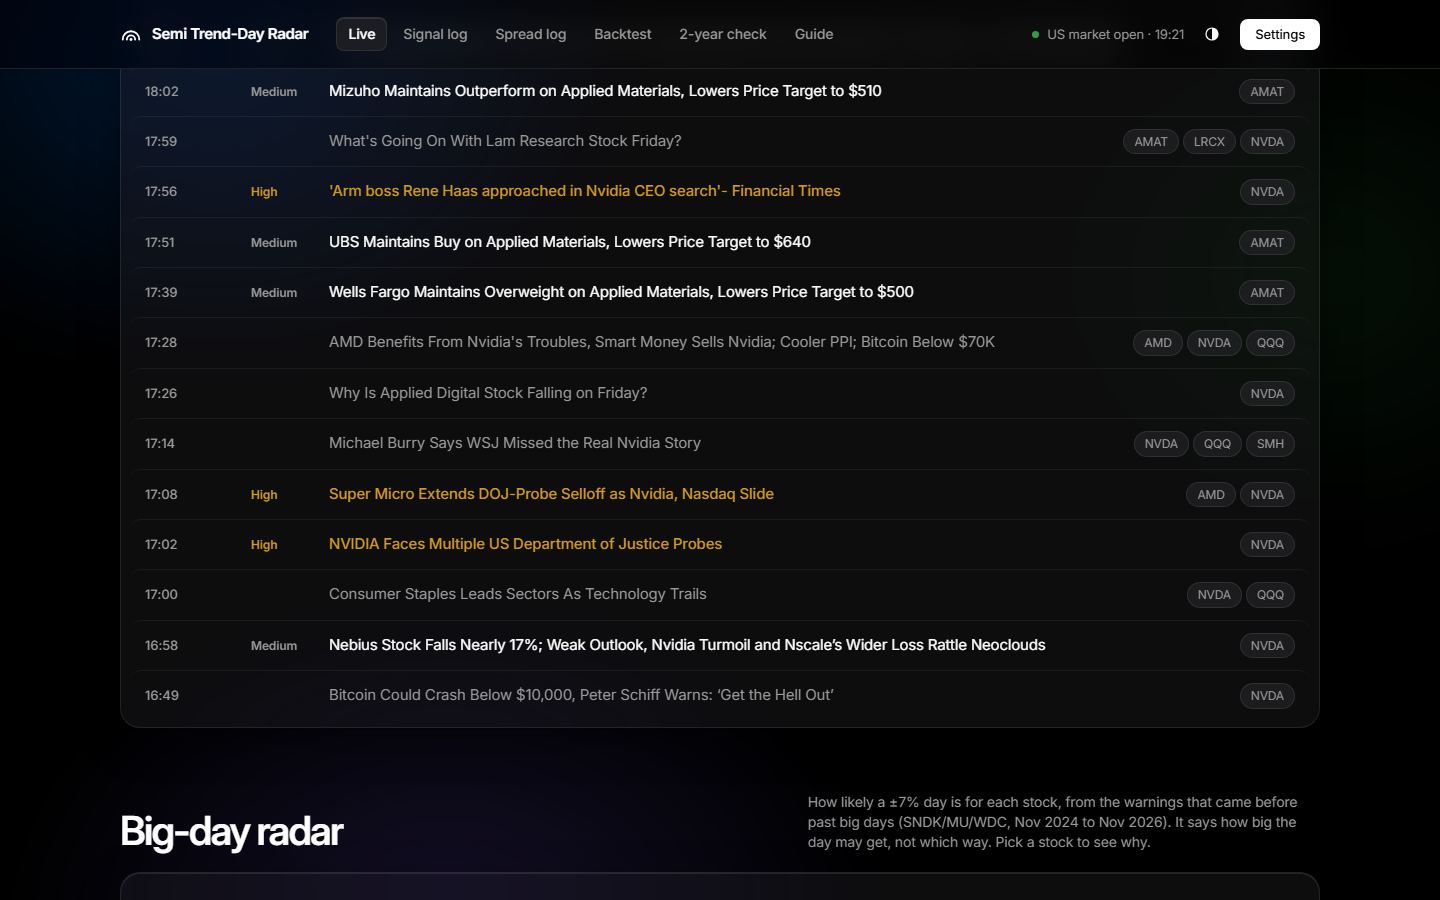 Semi Trend-Day Radar Live Signal log Spread log Backtest 2-year check Guide US market open · 19:21 Settings
18:02 Medium Mizuho Maintains Outperform on Applied Materials, Lowers Price Target to $510 AMAT
17:59 What's Going On With Lam Research Stock Friday? AMAT LRCX NVDA
17:56 High 'Arm boss Rene Haas approached in Nvidia CEO search'- Financial Times NVDA
17:51 Medium UBS Maintains Buy on Applied Materials, Lowers Price Target to $640 AMAT
17:39 Medium Wells Fargo Maintains Overweight on Applied Materials, Lowers Price Target to $500 AMAT
17:28 AMD Benefits From Nvidia's Troubles, Smart Money Sells Nvidia; Cooler PPI; Bitcoin Below $70K AMD NVDA QQQ
17:26 Why Is Applied Digital Stock Falling on Friday? NVDA
17:14 Michael Burry Says WSJ Missed the Real Nvidia Story NVDA QQQ SMH
17:08 High Super Micro Extends DOJ-Probe Selloff as Nvidia, Nasdaq Slide AMD NVDA
17:02 High NVIDIA Faces Multiple US Department of Justice Probes NVDA
17:00 Consumer Staples Leads Sectors As Technology Trails NVDA QQQ
16:58 Medium Nebius Stock Falls Nearly 17%; Weak Outlook, Nvidia Turmoil and Nscale’s Wider Loss Rattle Neoclouds NVDA
16:49 Bitcoin Could Crash Below $10,000, Peter Schiff Warns: ‘Get the Hell Out’ NVDA
Big-day radar
How likely a ±7% day is for each stock, from the warnings that came before
past big days (SNDK/MU/WDC, Nov 2024 to Nov 2026). It says how big the
day may get, not which way. Pick a stock to see why.